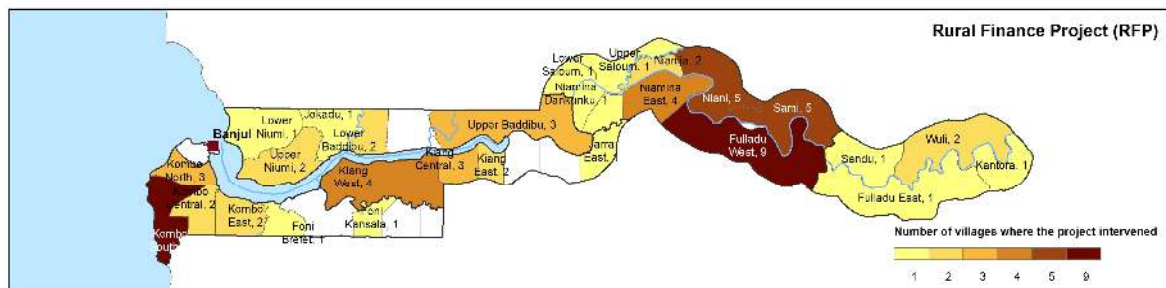 Rural Finance Project (RFP)
Lower
Saloum, 1
Upper
Saloum, 1
Niamja, 2
Niamina
Dankunku, 1
Niamina
East, 4
Niani, 5
Sami, 5
Jokadu, 1
Lower
Niumi, 1
Lower
Baddibu, 2
Upper Baddibu, 3
Banjul
Upper
Niumi, 2
Jarra
East, 1
Fulladu
West, 9
Wuli, 2
Sandu, 1
Kantora, 1
Kombo
North, 3
Kiang
Central, 3
Kiang
East, 2
Kiang
West, 4
Fulladu East, 1
Kombo
Central, 2
Kombo
East, 2
Foni
Kansala, 1
Foni
Brefet, 1
Kombo
South
Number of villages where the project intervened
1 2 3 4 5 9